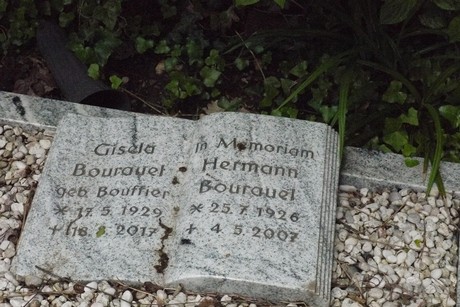 Gisela
Bourauel
geb Bouffier
* 17.5.1929
+ 18. 2017
in Memoriam
Hermann
Bourauel
* 25.7.1926
+ 4.5.2007